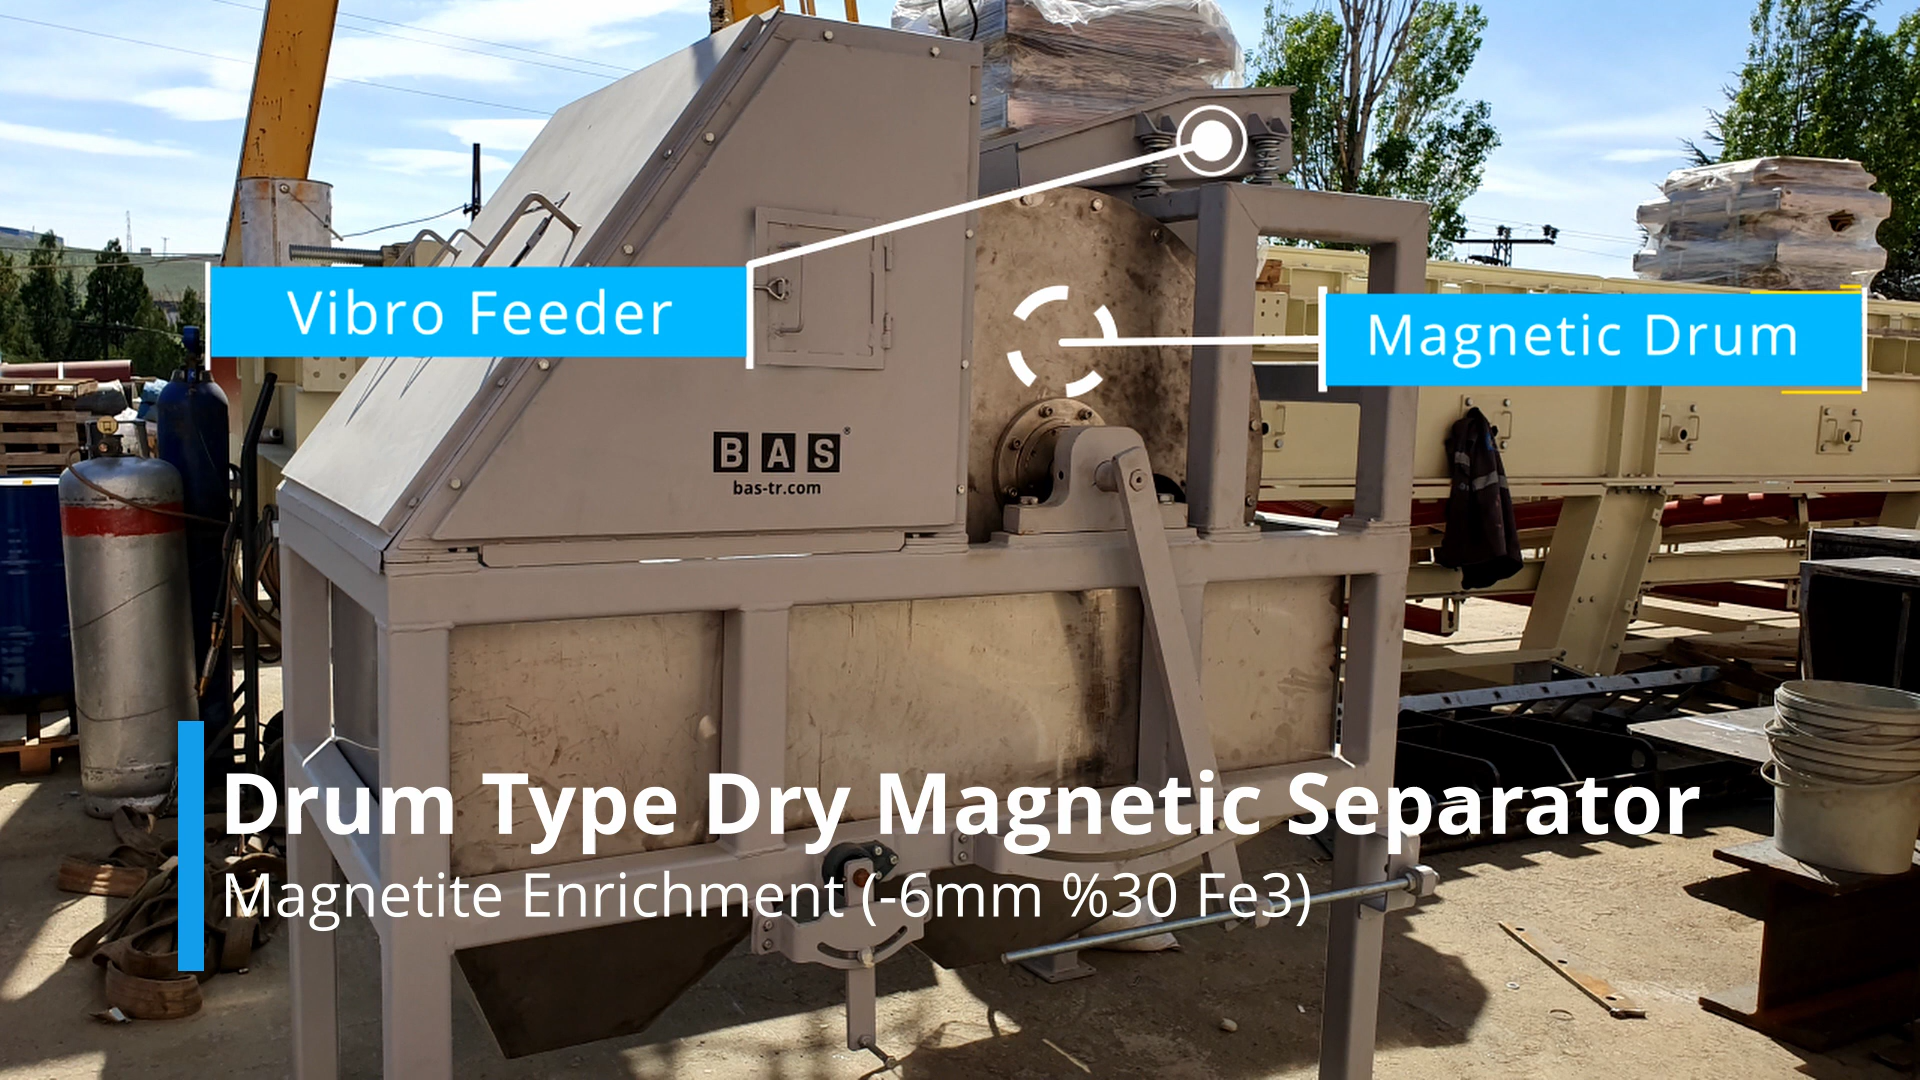 Vibro Feeder
Magnetic Drum
BAS®
bas-tr.com
Drum Type Dry Magnetic Separator
Magnetite Enrichment (-6mm %30 Fe3)